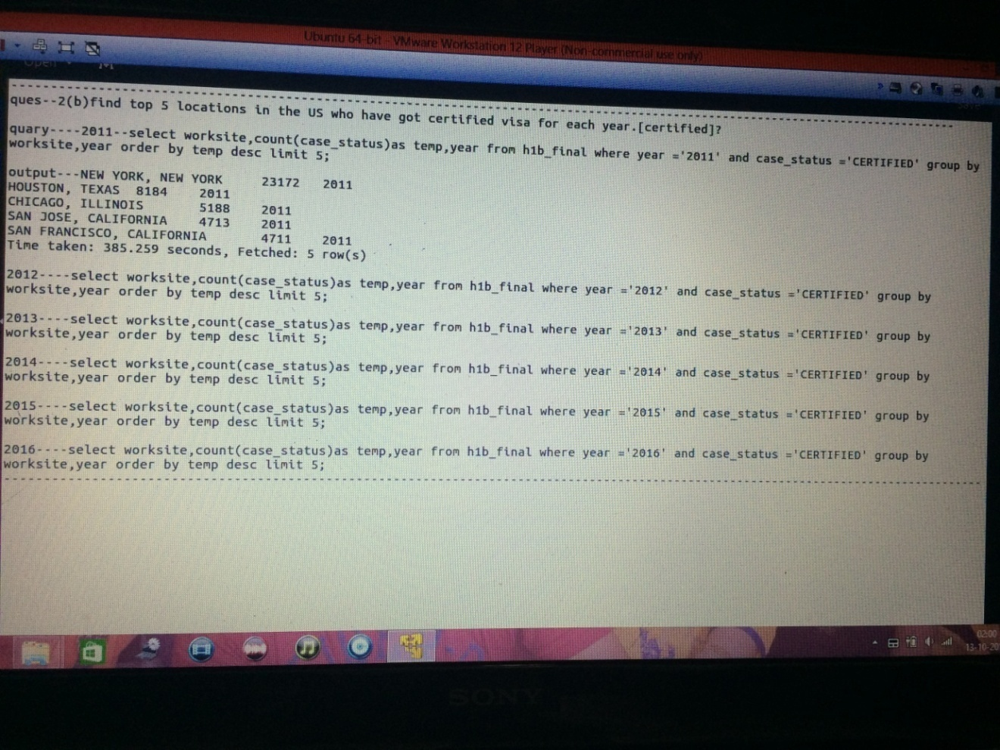 Ubuntu 64-bit - VMware Workstation 12 Player (Non-commercial use only)
Open
Save
--------------------------------------------------------------------------------
ques--2(b)find top 5 locations in the US who have got certified visa for each year.[certified]?
quary----2011--select worksite,count(case_status)as temp,year from h1b_final where year ='2011' and case_status ='CERTIFIED' group by
worksite,year order by temp desc limit 5;
output---NEW YORK, NEW YORK 23172 2011
HOUSTON, TEXAS 8184 2011
CHICAGO, ILLINOIS 5188 2011
SAN JOSE, CALIFORNIA 4713 2011
SAN FRANCISCO, CALIFORNIA 4711 2011
Time taken: 385.259 seconds, Fetched: 5 row(s)
2012----select worksite,count(case_status)as temp,year from h1b_final where year ='2012' and case_status ='CERTIFIED' group by
worksite,year order by temp desc limit 5;
2013----select worksite,count(case_status)as temp,year from h1b_final where year ='2013' and case_status ='CERTIFIED' group by
worksite,year order by temp desc limit 5;
2014----select worksite,count(case_status)as temp,year from h1b_final where year ='2014' and case_status ='CERTIFIED' group by
worksite,year order by temp desc limit 5;
2015----select worksite,count(case_status)as temp,year from h1b_final where year ='2015' and case_status ='CERTIFIED' group by
worksite,year order by temp desc limit 5;
2016----select worksite,count(case_status)as temp,year from h1b_final where year ='2016' and case_status ='CERTIFIED' group by
worksite,year order by temp desc limit 5;
--------------------------------------------------------------------------------
02:00
13-10-20
SONY